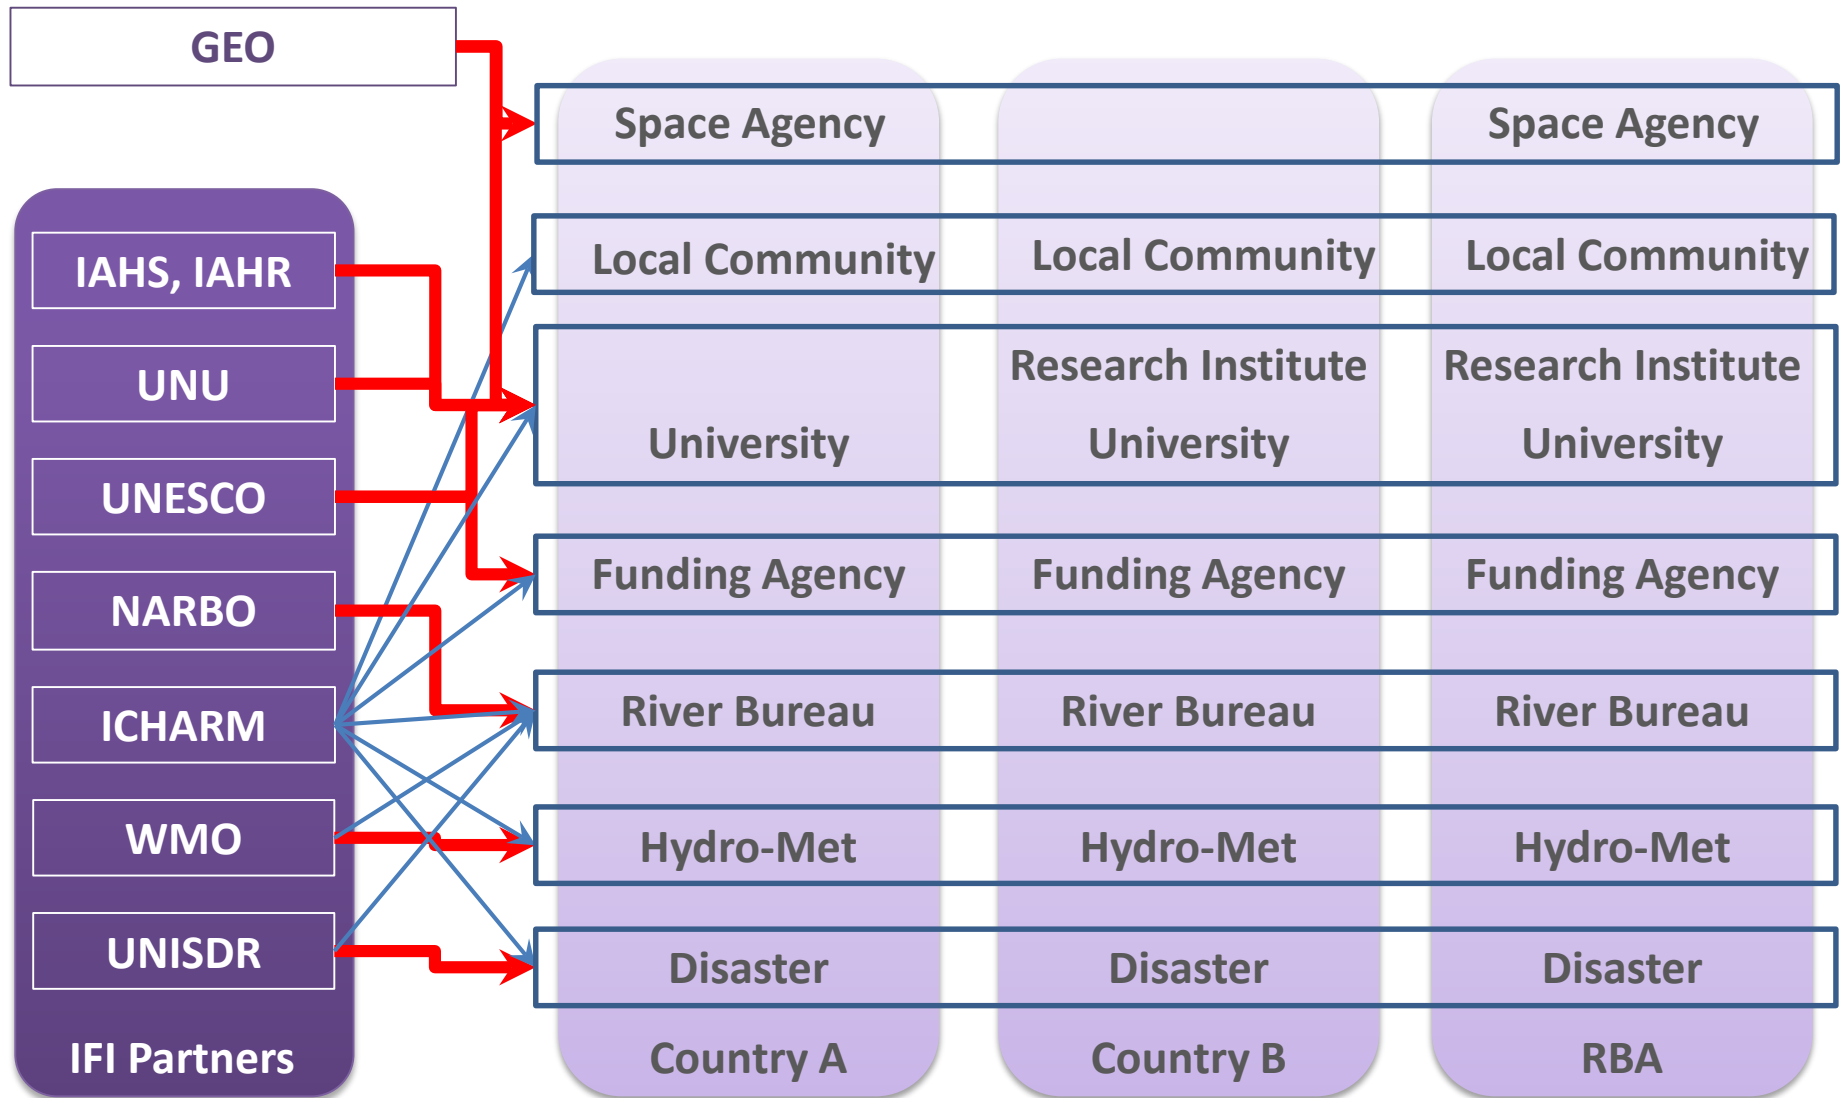 GEO
Space Agency
Space Agency
IAHS, IAHR
Local Community
Local Community
Local Community
UNU
Research Institute
Research Institute
University
University
University
UNESCO
Funding Agency
Funding Agency
Funding Agency
NARBO
River Bureau
River Bureau
River Bureau
ICHARM
WMO
Hydro-Met
Hydro-Met
Hydro-Met
UNISDR
Disaster
Disaster
Disaster
IFI Partners
Country A
Country B
RBA